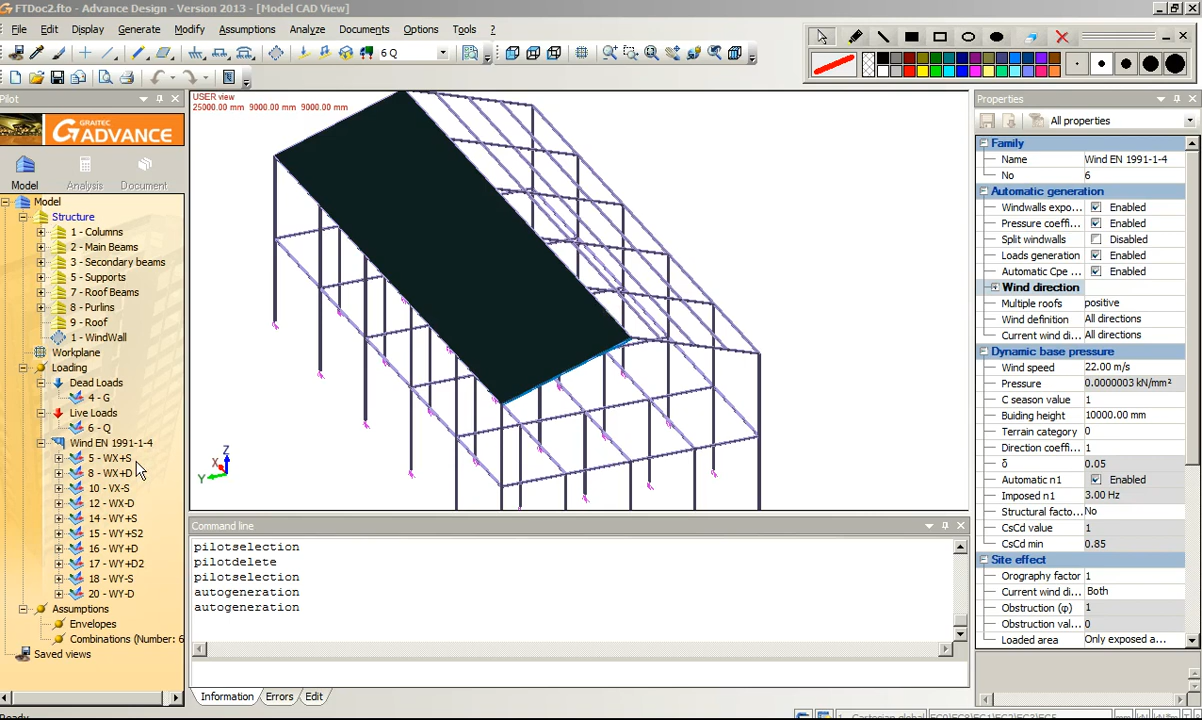 FTDoc2.fto - Advance Design - Version 2013 - [Model CAD View]
File Edit Display Generate Modify Assumptions Analyze Documents Options Tools ?
6 Q
Pilot
GRAITEC
ADVANCE
Model Analysis Document
Model
Structure
1 - Columns
2 - Main Beams
3 - Secondary beams
5 - Supports
7 - Roof Beams
8 - Purlins
9 - Roof
1 - WindWall
Workplane
Loading
Dead Loads
4 - G
Live Loads
6 - Q
Wind EN 1991-1-4
5 - WX+S
8 - WX+D
10 - VX-S
12 - WX-D
14 - WY+S
15 - WY+S2
16 - WY+D
17 - WY+D2
18 - WY-S
20 - WY-D
Assumptions
Envelopes
Combinations (Number: 6
Saved views
Ready
USER view
25000.00 mm 9000.00 mm 9000.00 mm
Z
X
Y
Command line
pilotselection
pilotdelete
pilotselection
autogeneration
autogeneration
Information Errors Edit
Properties
All properties
Family
Name Wind EN 1991-1-4
No 6
Automatic generation
Windwalls expo... Enabled
Pressure coeffi... Enabled
Split windwalls Disabled
Loads generation Enabled
Automatic Cpe ... Enabled
Wind direction
Multiple roofs positive
Wind definition All directions
Current wind di... All directions
Dynamic base pressure
Wind speed 22.00 m/s
Pressure 0.0000003 kN/mm²
C season value 1
Buiding height 10000.00 mm
Terrain category 0
Direction coeffi... 1
δ 0.05
Automatic n1 Enabled
Imposed n1 3.00 Hz
Structural facto... No
CsCd value 1
CsCd min 0.85
Site effect
Orography factor 1
Current wind di... Both
Obstruction (φ) 1
Obstruction val... 0
Loaded area Only exposed a...